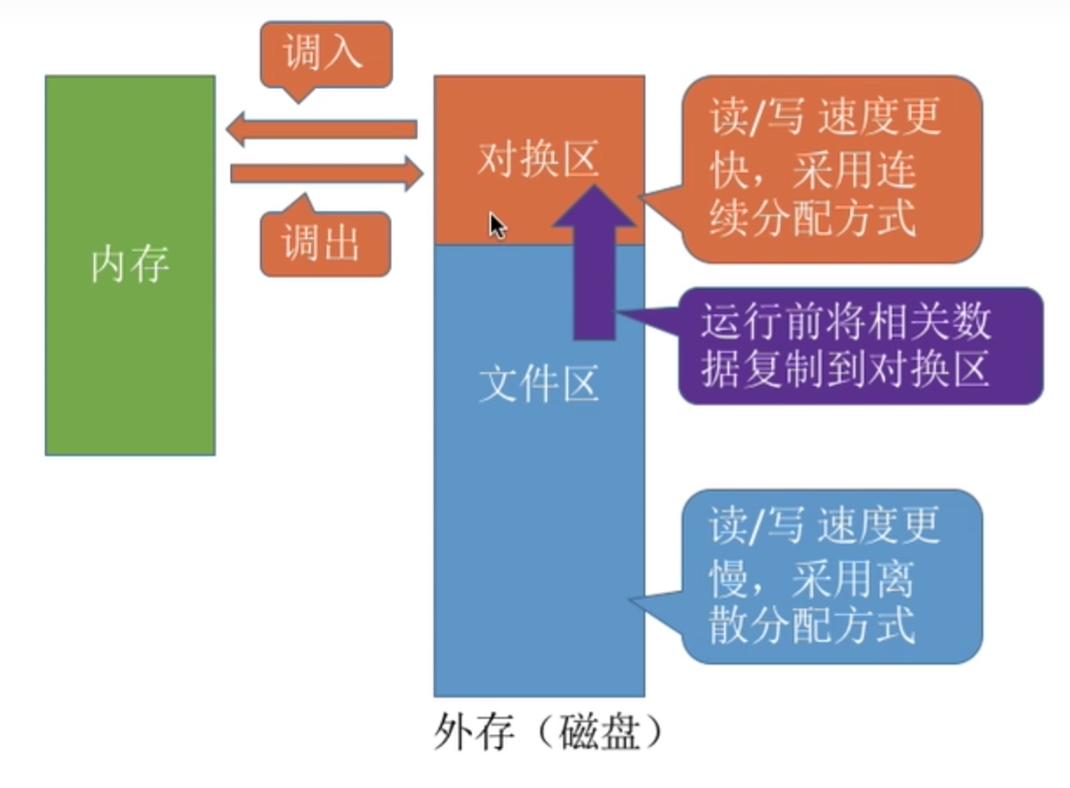 调入
内存
调出
对换区
读/写 速度更
快，采用连
续分配方式
运行前将相关数
据复制到对换区
文件区
读/写 速度更
慢，采用离
散分配方式
外存（磁盘）